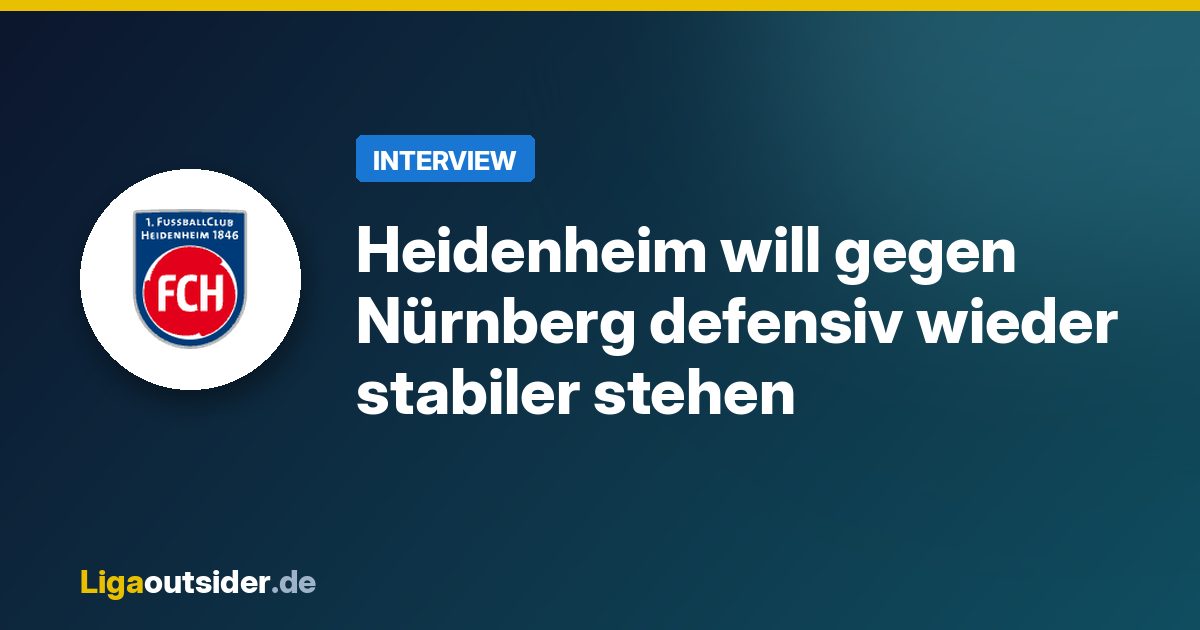 INTERVIEW
1. FUSSBALLCLUB
HEIDENHEIM 1846
FCH
Heidenheim will gegen
Nürnberg defensiv wieder
stabiler stehen
Ligaoutsider.de